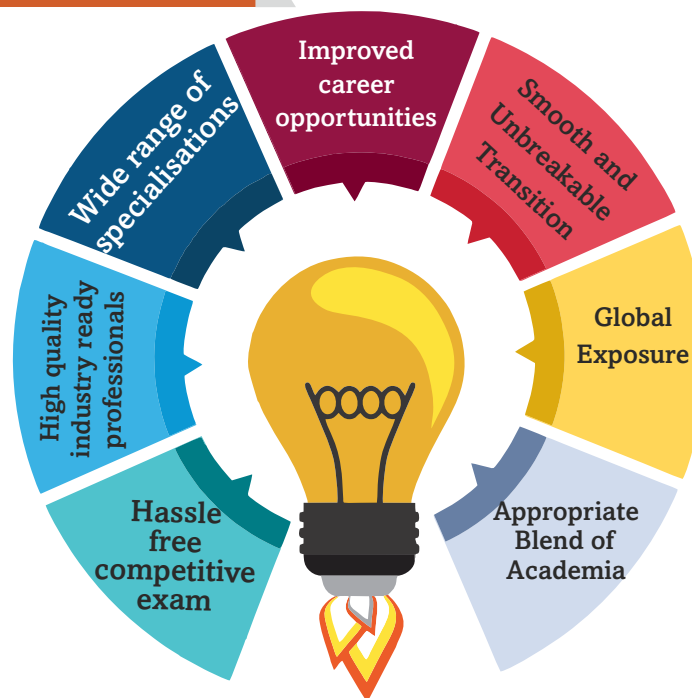 Improved
career
opportunities
Smooth and
Unbreakable
Transition
Global
Exposure
Appropriate
Blend of
Academia
Hassle
free
competitive
exam
High quality
industry ready
professionals
Wide range of
specialisations